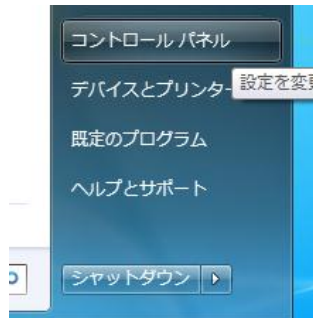 コントロール パネル
デバイスとプリンター
設定を変
既定のプログラム
ヘルプとサポート
シャットダウン